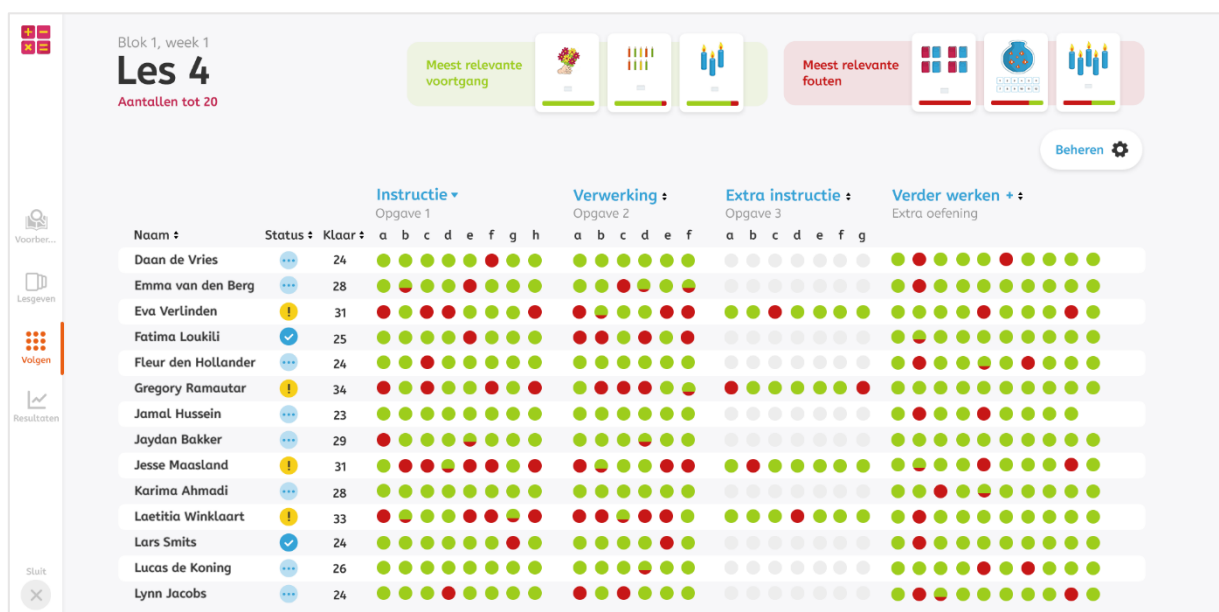 Blok 1, week 1
Les 4
Aantallen tot 20
Meest relevante
voortgang
Meest relevante
fouten
Beheren
Voorber...
Lesgeven
Volgen
Resultaten
Sluit
Instructie Verwerking Extra instructie Verder werken +
Opgave 1 Opgave 2 Opgave 3 Extra oefening
Naam Status Klaar a b c d e f g h a b c d e f a b c d e f g
Daan de Vries 24
Emma van den Berg 28
Eva Verlinden ! 31
Fatima Loukili 25
Fleur den Hollander 24
Gregory Ramautar ! 34
Jamal Hussein 23
Jaydan Bakker 29
Jesse Maasland ! 31
Karima Ahmadi 28
Laetitia Winklaart ! 33
Lars Smits 24
Lucas de Koning 26
Lynn Jacobs 24